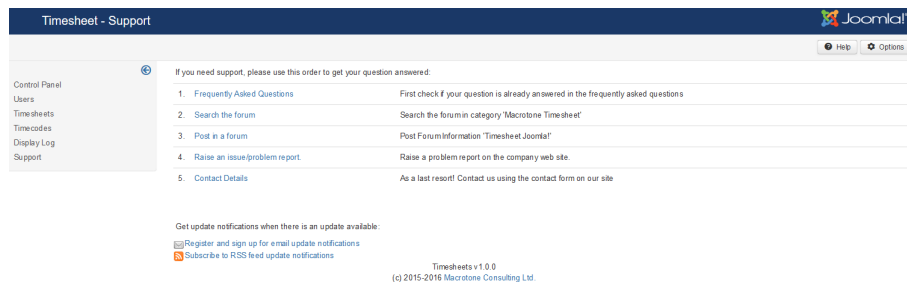 Timesheet - Support
Joomla!
Help
Options
Control Panel
Users
Timesheets
Timecodes
Display Log
Support
If you need support, please use this order to get your question answered:
1. Frequently Asked Questions First check if your question is already answered in the frequently asked questions
2. Search the forum Search the forum in category 'Macrotone Timesheet'
3. Post in a forum Post Forum Information 'Timesheet Joomla!'.
4. Raise an issue/problem report. Raise a problem report on the company web site.
5. Contact Details As a last resort! Contact us using the contact form on our site
Get update notifications when there is an update available:
Register and sign up for email update notifications
Subscribe to RSS feed update notifications
Timesheets v1.0.0
(c) 2015-2016 Macrotone Consulting Ltd.